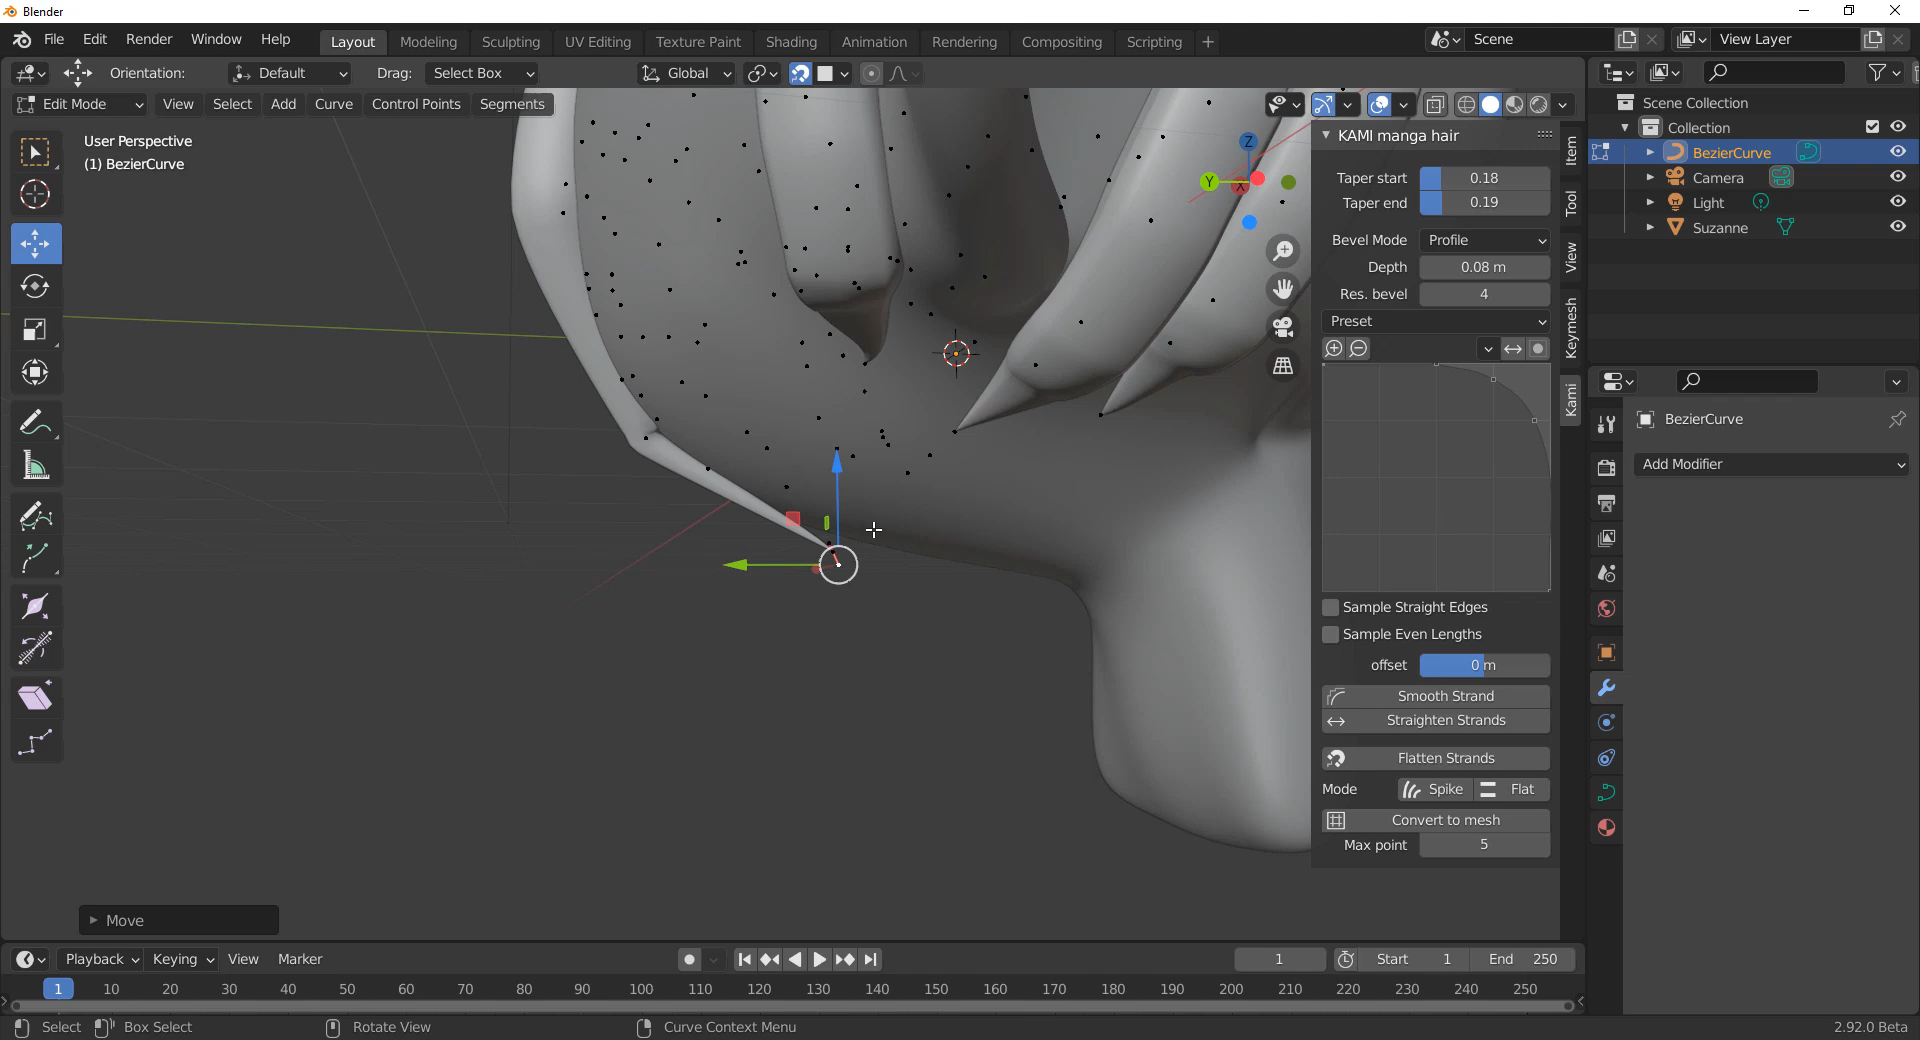 Blender
File Edit Render Window Help Layout Modeling Sculpting UV Editing Texture Paint Shading Animation Rendering Compositing Scripting + Scene View Layer
Orientation: Default Drag: Select Box Global
Edit Mode View Select Add Curve Control Points Segments
User Perspective
(1) BezierCurve
Z
Y
X
KAMI manga hair
Taper start 0.18
Taper end 0.19
Bevel Mode Profile
Depth 0.08 m
Res. bevel 4
Preset
Sample Straight Edges
Sample Even Lengths
offset 0 m
Smooth Strand
Straighten Strands
Flatten Strands
Mode Spike Flat
Convert to mesh
Max point 5
Item
Tool
View
Keymesh
Kami
Scene Collection
Collection
BezierCurve
Camera
Light
Suzanne
BezierCurve
Add Modifier
Move
Playback Keying View Marker 1 Start 1 End 250
1 10 20 30 40 50 60 70 80 90 100 110 120 130 140 150 160 170 180 190 200 210 220 230 240 250
Select Box Select Rotate View Curve Context Menu 2.92.0 Beta